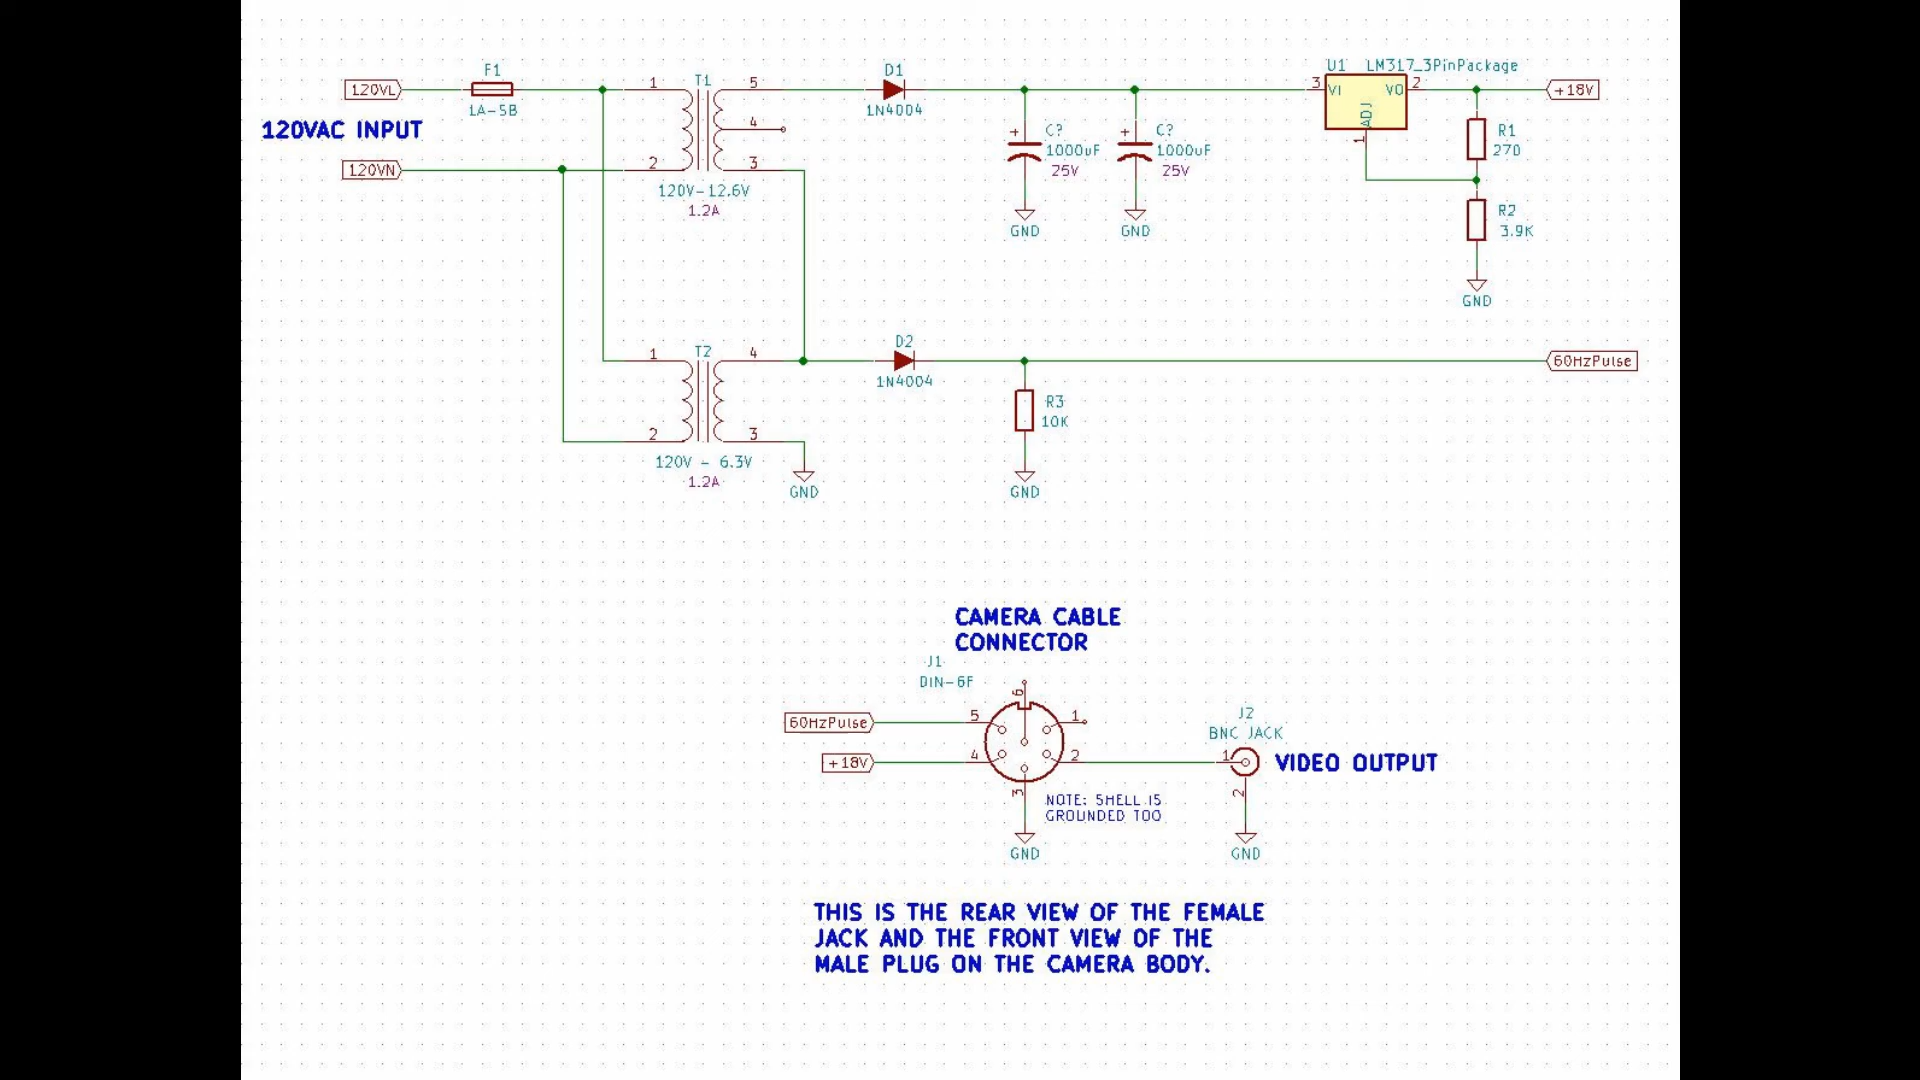 F1
120VL
1A-SB
120VAC INPUT
120VN
1
T1
5
4
2
3
120V-12.6V
1.2A
D1
1N4004
+
C?
1000uF
25V
GND
+
C?
1000uF
25V
GND
U1
LM317_3PinPackage
3
VI
VO
2
ADJ
1
+18V
R1
270
R2
3.9K
GND
1
T2
4
2
3
120V - 6.3V
1.2A
GND
D2
1N4004
R3
10K
GND
60HzPulse
CAMERA CABLE
CONNECTOR
J1
DIN-6F
60HzPulse
5
6
1
+18V
4
2
3
NOTE: SHELL IS
GROUNDED TOO
GND
J2
BNC JACK
1
VIDEO OUTPUT
2
GND
THIS IS THE REAR VIEW OF THE FEMALE
JACK AND THE FRONT VIEW OF THE
MALE PLUG ON THE CAMERA BODY.